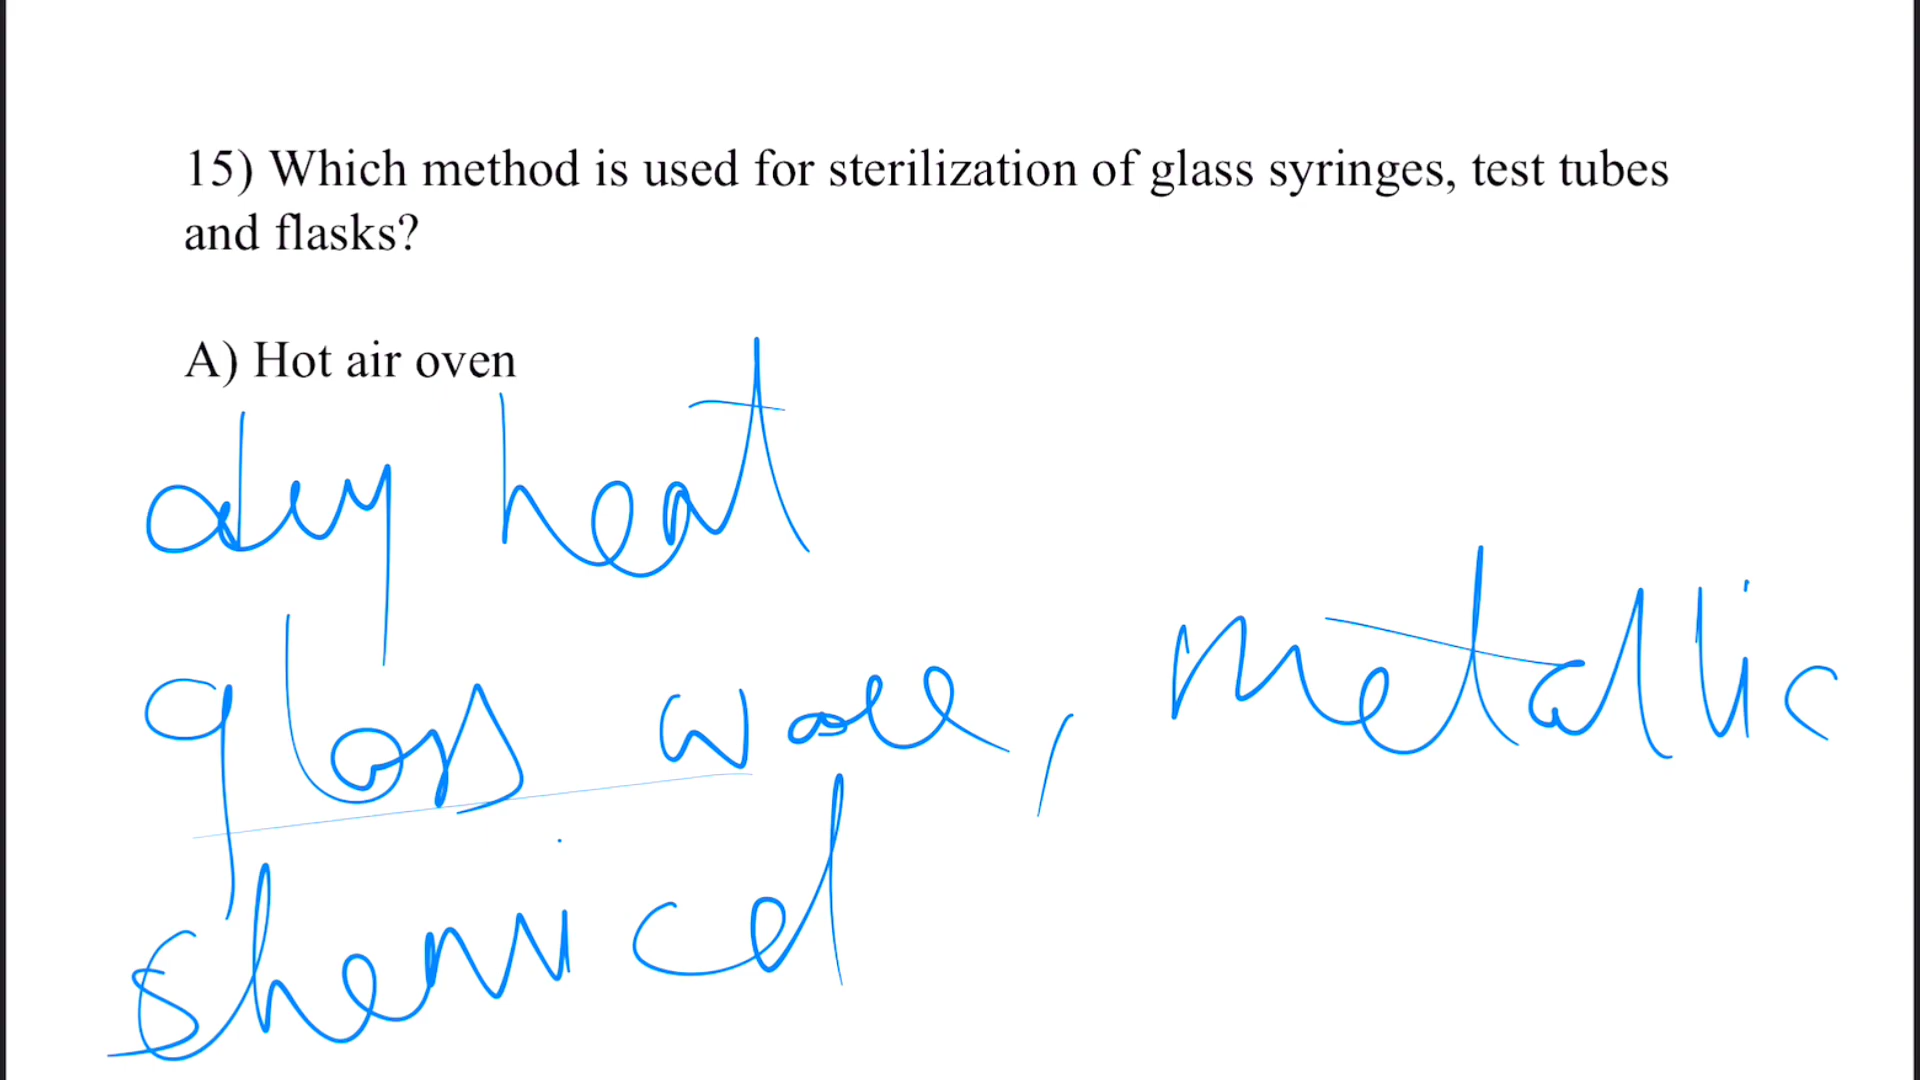 15) Which method is used for sterilization of glass syringes, test tubes
and flasks?
A) Hot air oven
dry heat
glass ware, metallic
chemical